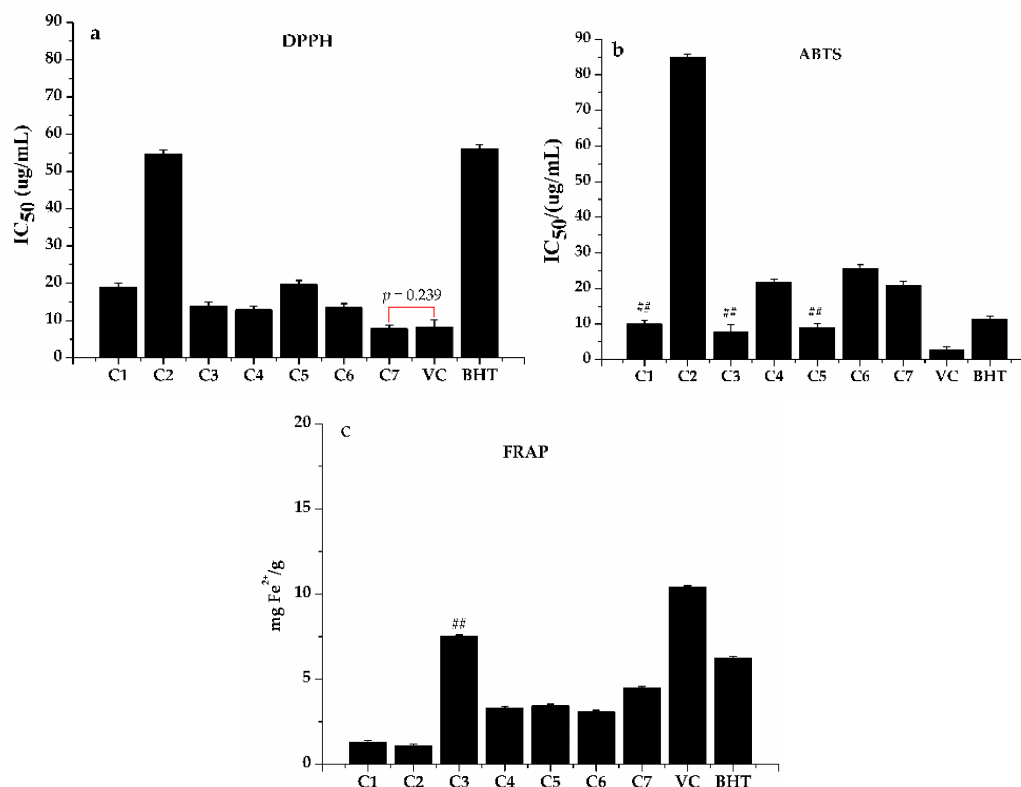 a
DPPH
IC50 (ug/mL)
90
80
70
60
50
40
30
20
10
0
p = 0.239
C1 C2 C3 C4 C5 C6 C7 VC BHT
b
ABTS
IC50/(ug/mL)
90
80
70
60
50
40
30
20
10
0
## ## ##
C1 C2 C3 C4 C5 C6 C7 VC BHT
c
FRAP
mg Fe2+/g
20
15
10
5
0
##
C1 C2 C3 C4 C5 C6 C7 VC BHT